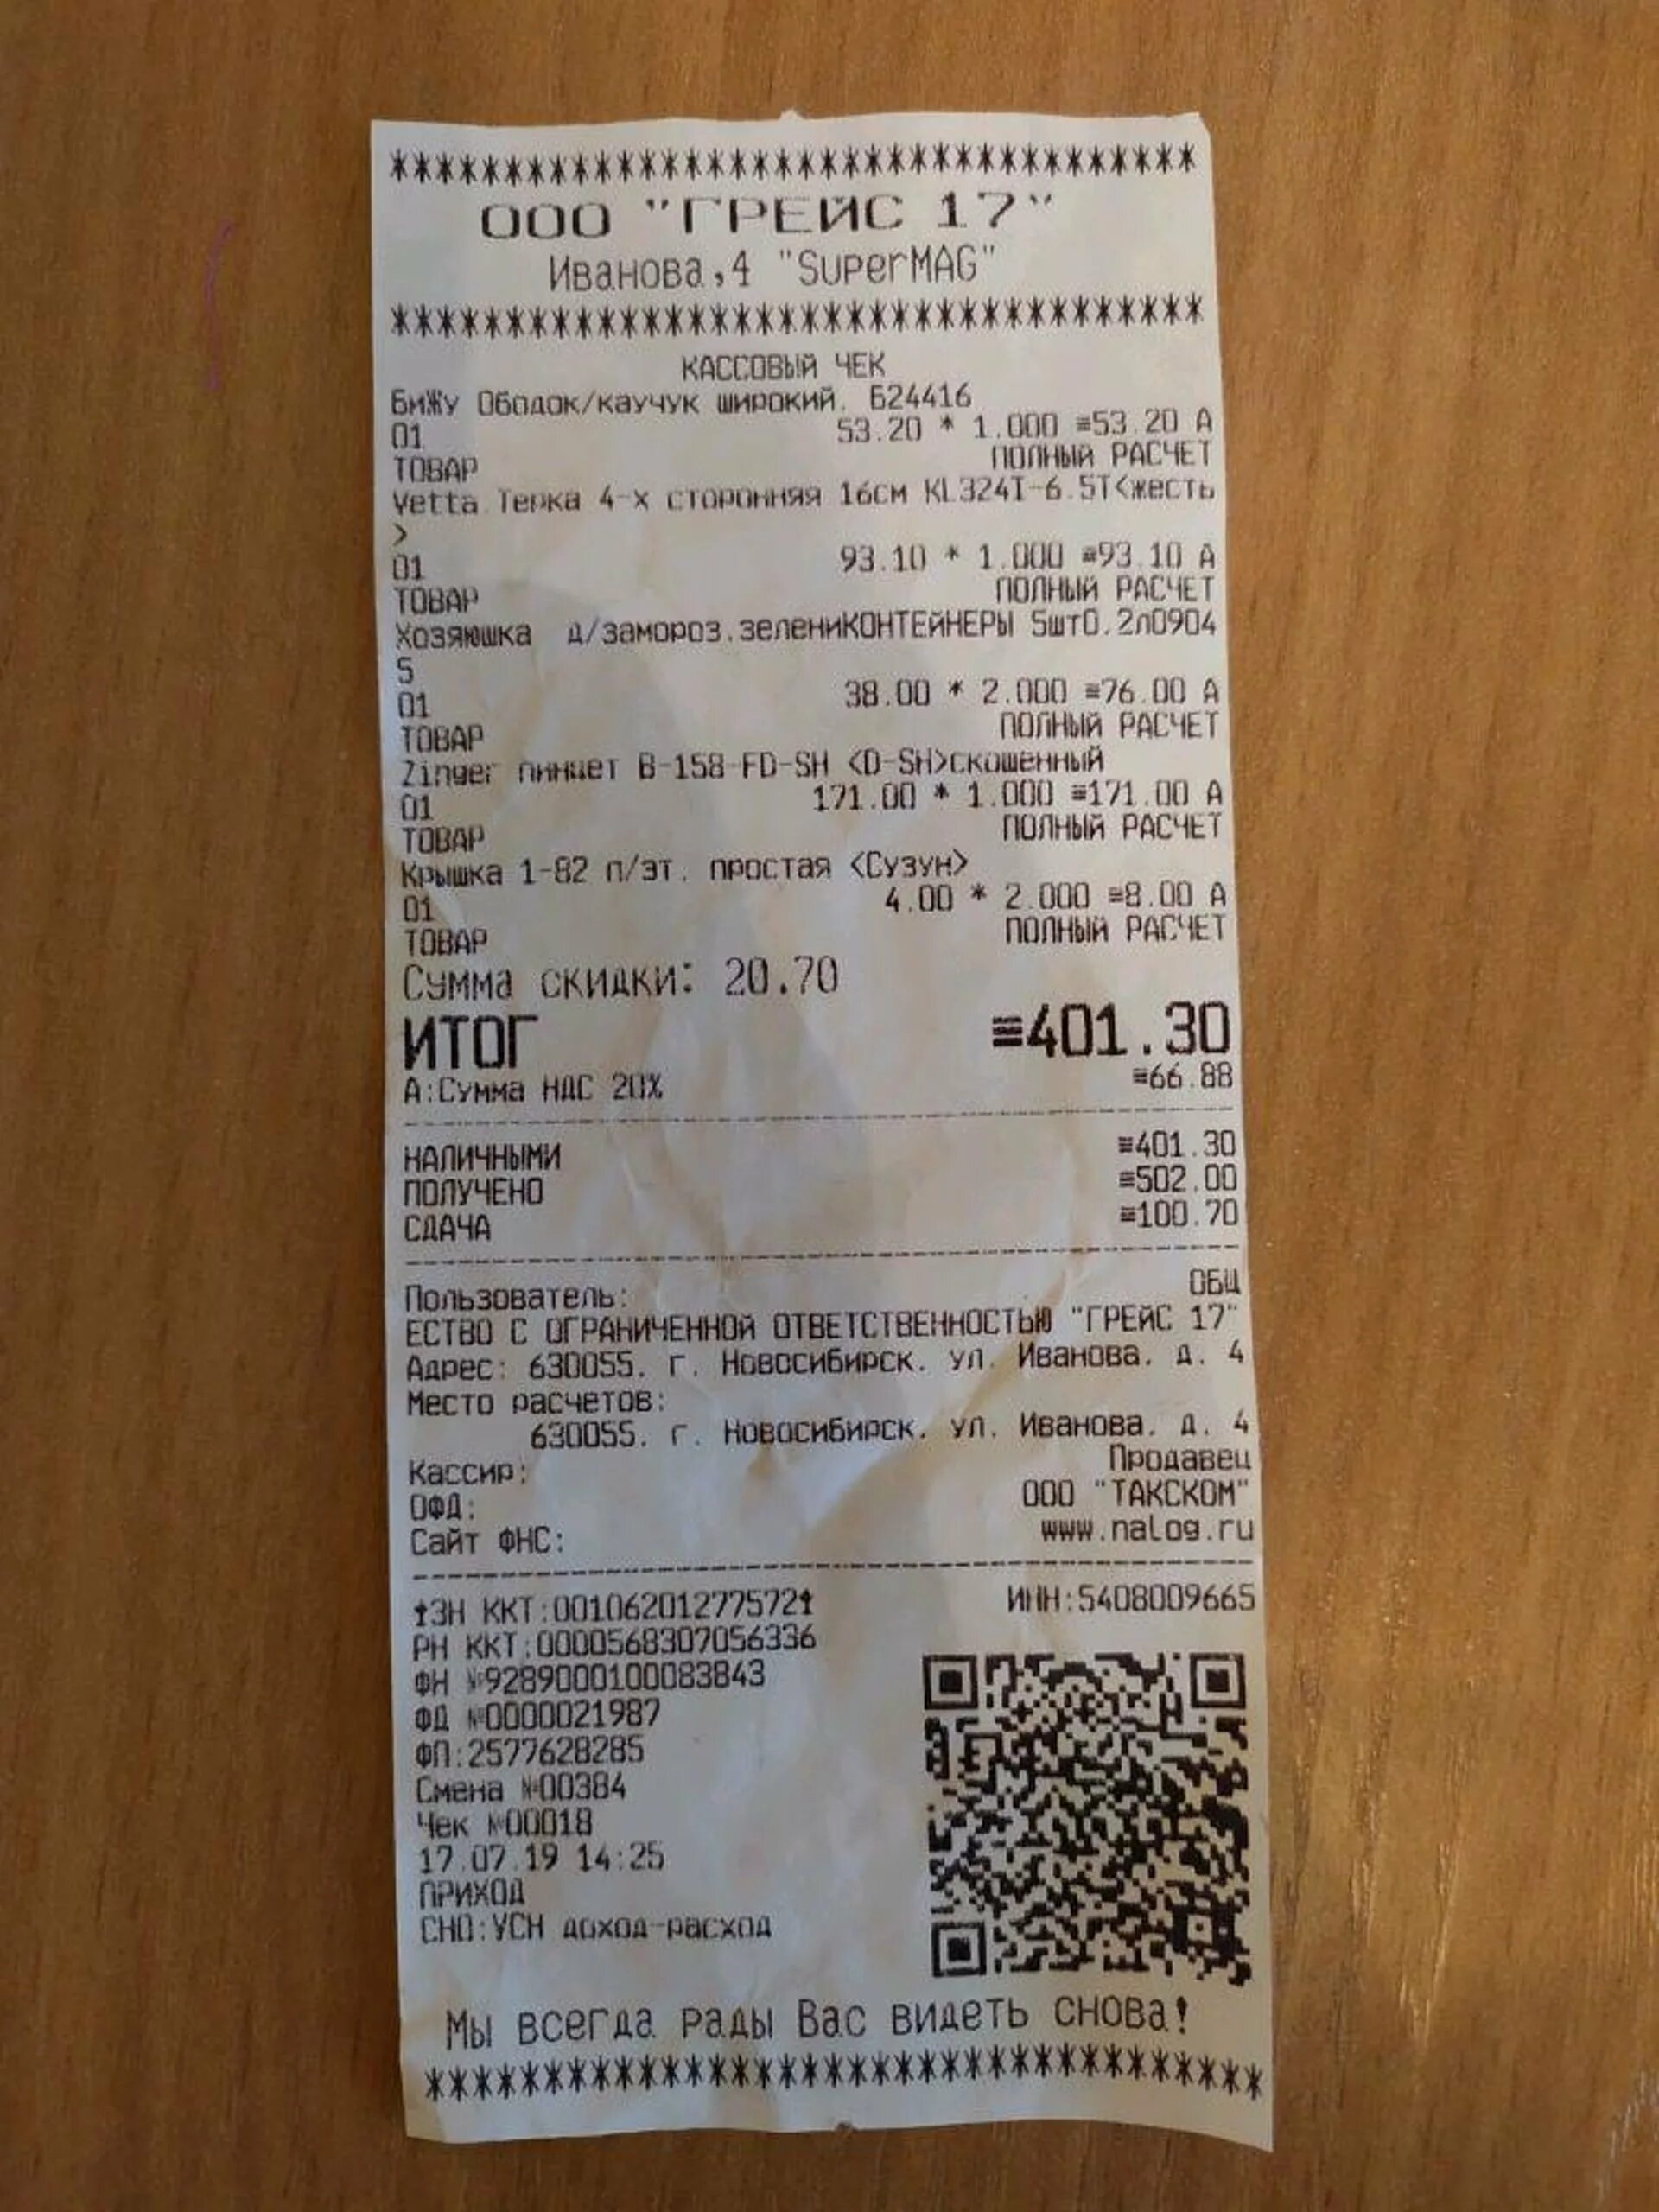 ***********************************
ООО "ГРЕЙС 17"
Иванова,4 "SuperMAG"
***********************************
КАССОВЫЙ ЧЕК
БиЖу Ободок/каучук широкий. Б24416
01 53.20 * 1.000 ≡53.20 А
ТОВАР ПОЛНЫЙ РАСЧЕТ
Vetta Терка 4-х сторонняя 16см KL324T-6.5T<жесть
>
01 93.10 * 1.000 ≡93.10 А
ТОВАР ПОЛНЫЙ РАСЧЕТ
Хозяюшка д/замороз.зелениКОНТЕЙНЕРЫ 5шт0.2л0904
5
01 38.00 * 2.000 ≡76.00 А
ТОВАР ПОЛНЫЙ РАСЧЕТ
Zinger пинцет B-158-FD-SH <D-SH>скошенный
01 171.00 * 1.000 ≡171.00 А
ТОВАР ПОЛНЫЙ РАСЧЕТ
Крышка 1-82 п/эт. простая <Сузун>
01 4.00 * 2.000 ≡8.00 А
ТОВАР ПОЛНЫЙ РАСЧЕТ
Сумма скидки: 20.70
ИТОГ ≡401.30
А:Сумма НДС 20% ≡66.88
НАЛИЧНЫМИ ≡401.30
ПОЛУЧЕНО ≡502.00
СДАЧА ≡100.70
Пользователь: ОБЩ
ЕСТВО С ОГРАНИЧЕННОЙ ОТВЕТСТВЕННОСТЬЮ "ГРЕЙС 17"
Адрес: 630055, г. Новосибирск, ул. Иванова, д. 4
Место расчетов:
630055, г. Новосибирск, ул. Иванова, д. 4
Кассир: Продавец
ОФД: ООО "ТАКСКОМ"
Сайт ФНС: www.nalog.ru
ЗН ККТ:00106201277572 ИНН:5408009665
РН ККТ:0000568307056336
ФН №9289000100083843
ФД №0000021987
ФП:2577628285
Смена №00384
Чек №00018
17.07.19 14:25
ПРИХОД
СНО:УСН доход-расход
Мы всегда рады Вас видеть снова!
***********************************